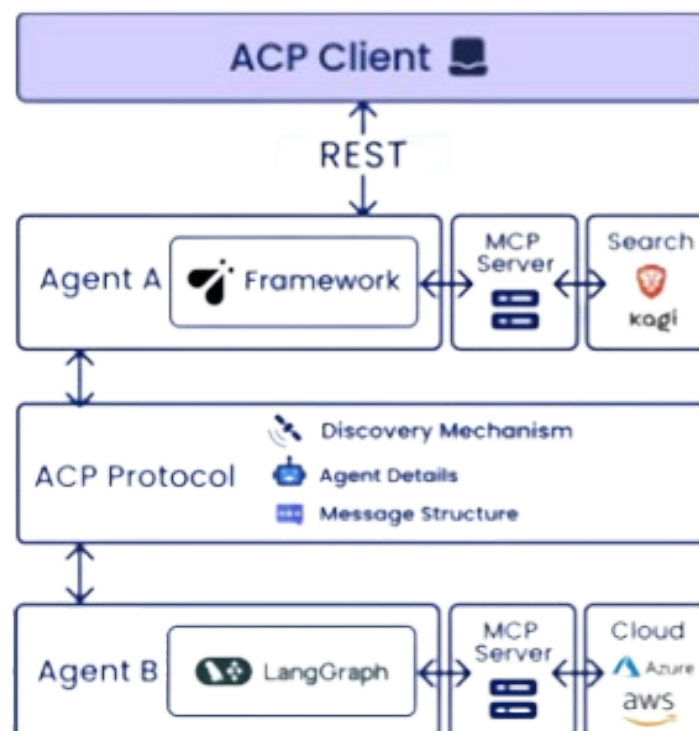 ACP Client
REST
Agent A
Framework
MCP
Server
Search
kagi
ACP Protocol
Discovery Mechanism
Agent Details
Message Structure
Agent B
LangGraph
MCP
Server
Cloud
Azure
aws